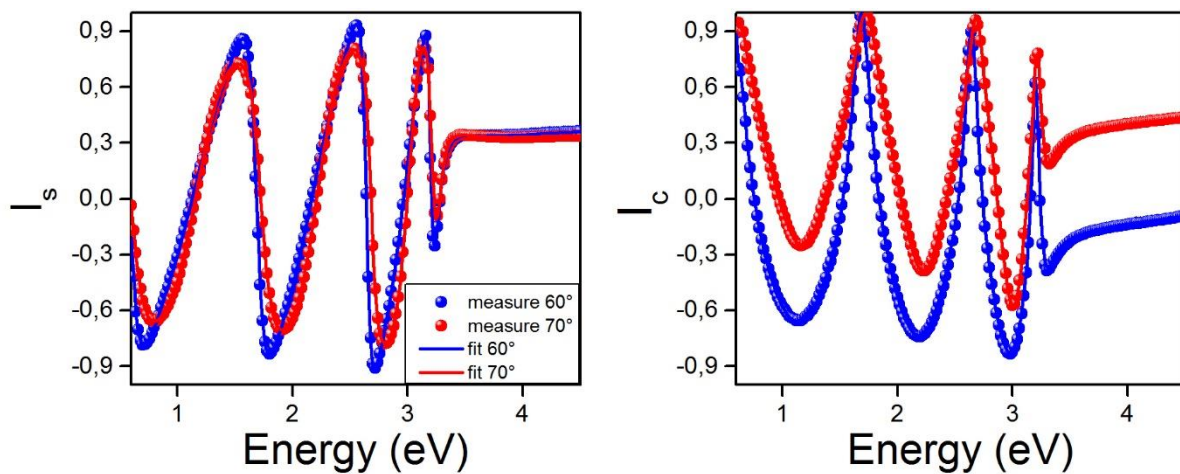 0,9
0,6
0,3
0,0
-0,3
-0,6
-0,9
I_s
measure 60°
measure 70°
fit 60°
fit 70°
1 2 3 4
Energy (eV)
0,9
0,6
0,3
0,0
-0,3
-0,6
-0,9
I_c
1 2 3 4
Energy (eV)